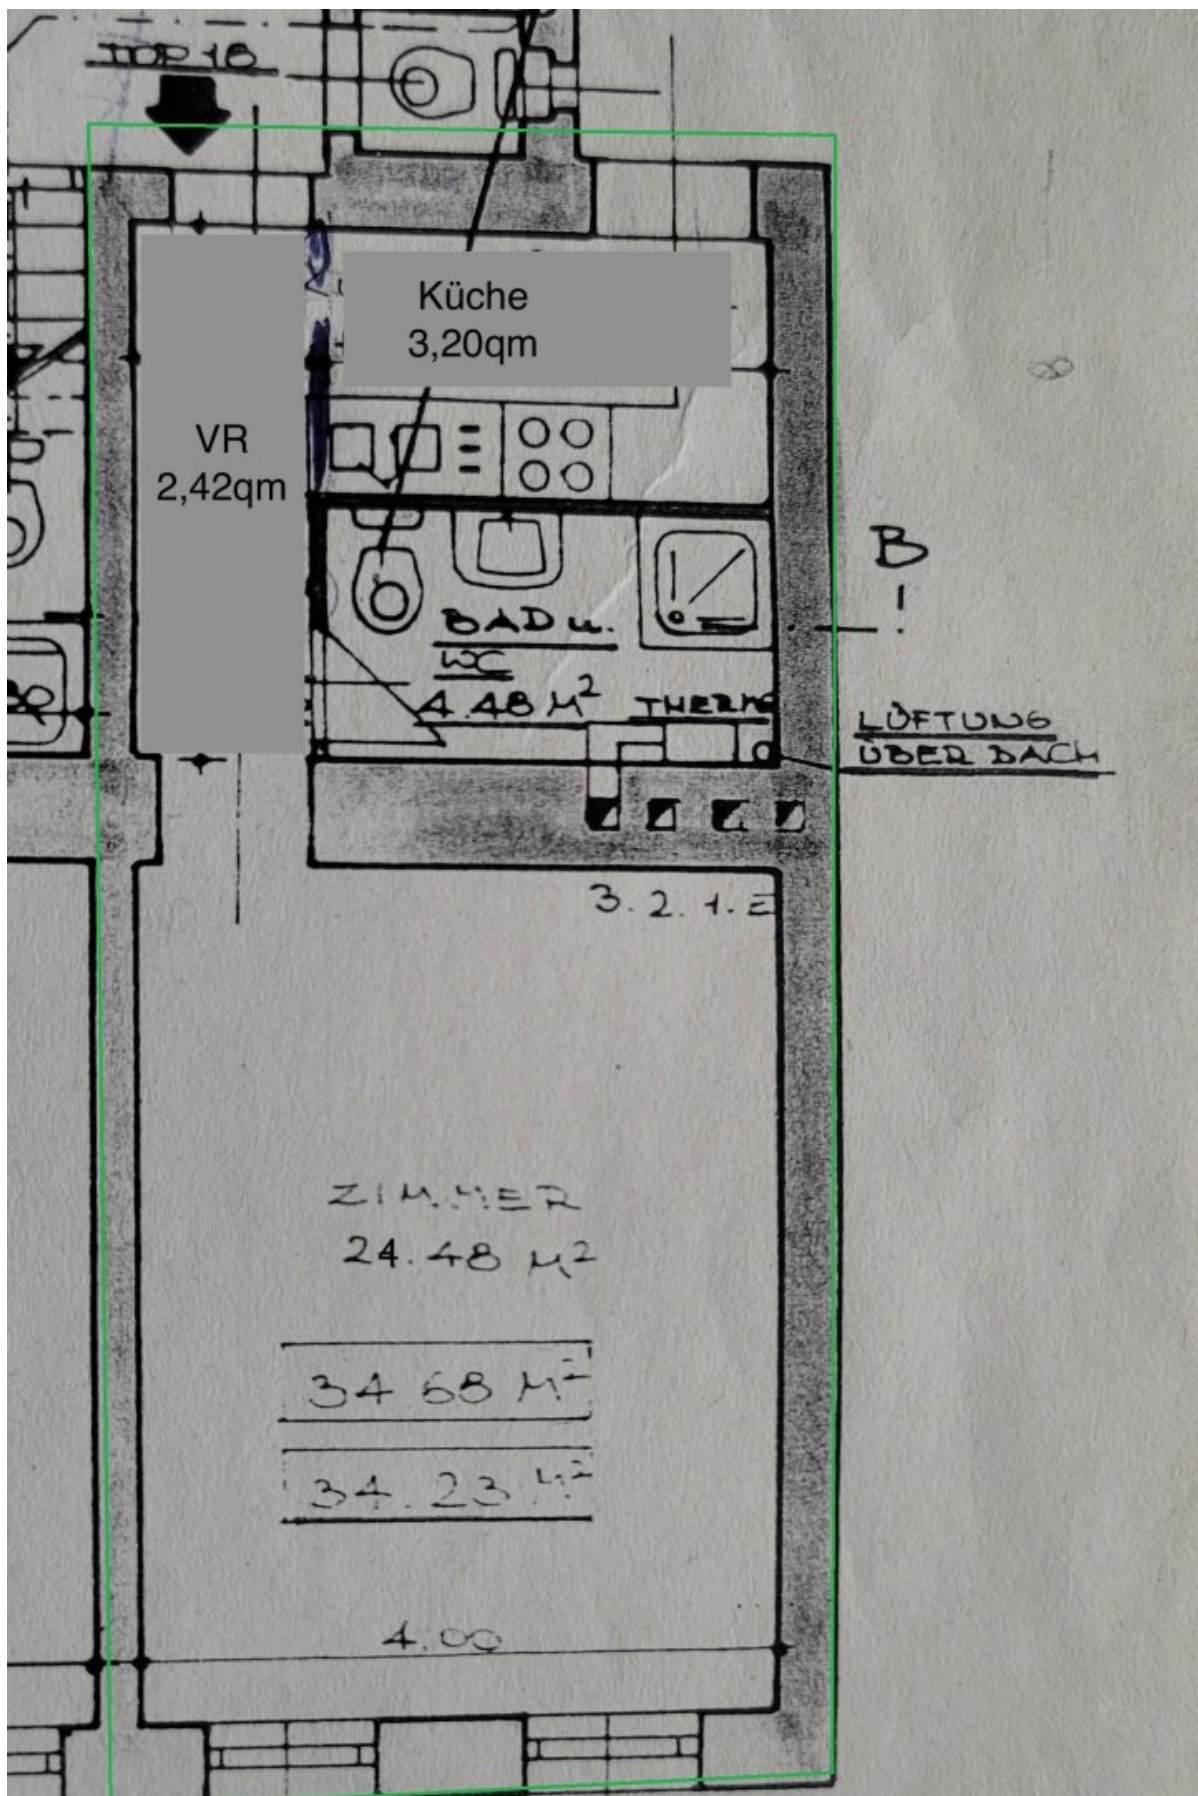 TOP 18
Küche
3,20qm
VR
2,42qm
B
BAD u.
WC
4.48 M²
THERME
LÜFTUNG
ÜBER DACH
3. 2. 1. E
ZIMMER
24.48 M²
34 68 M²
34.23 M²
4.00